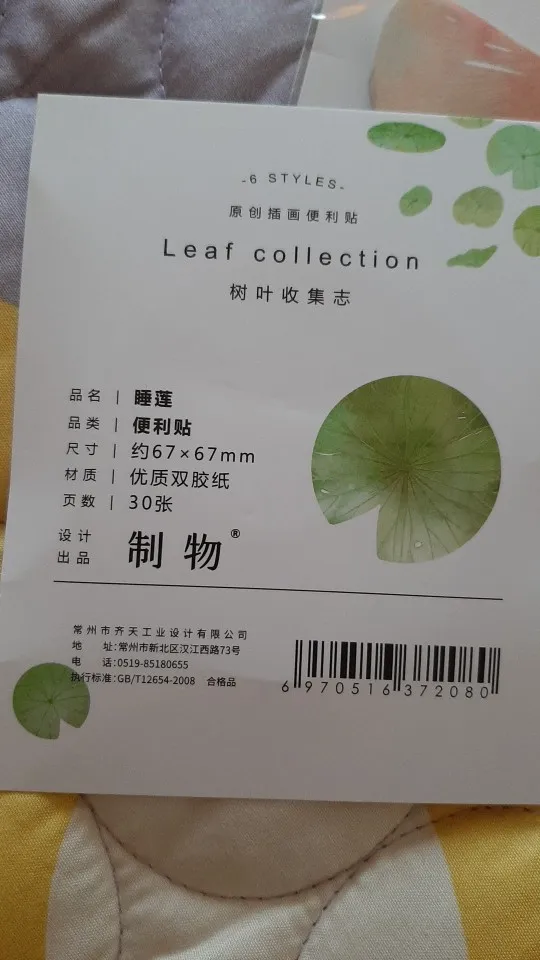 -6 STYLES-
原创插画便利贴
Leaf collection
树叶收集志
品名 | 睡莲
品类 | 便利贴
尺寸 | 约67×67mm
材质 | 优质双胶纸
页数 | 30张
设计
出品
制物®
常州市齐天工业设计有限公司
地 址:常州市新北区汉江西路73号
电 话:0519-85180655
执行标准:GB/T12654-2008 合格品
6 970516 372080